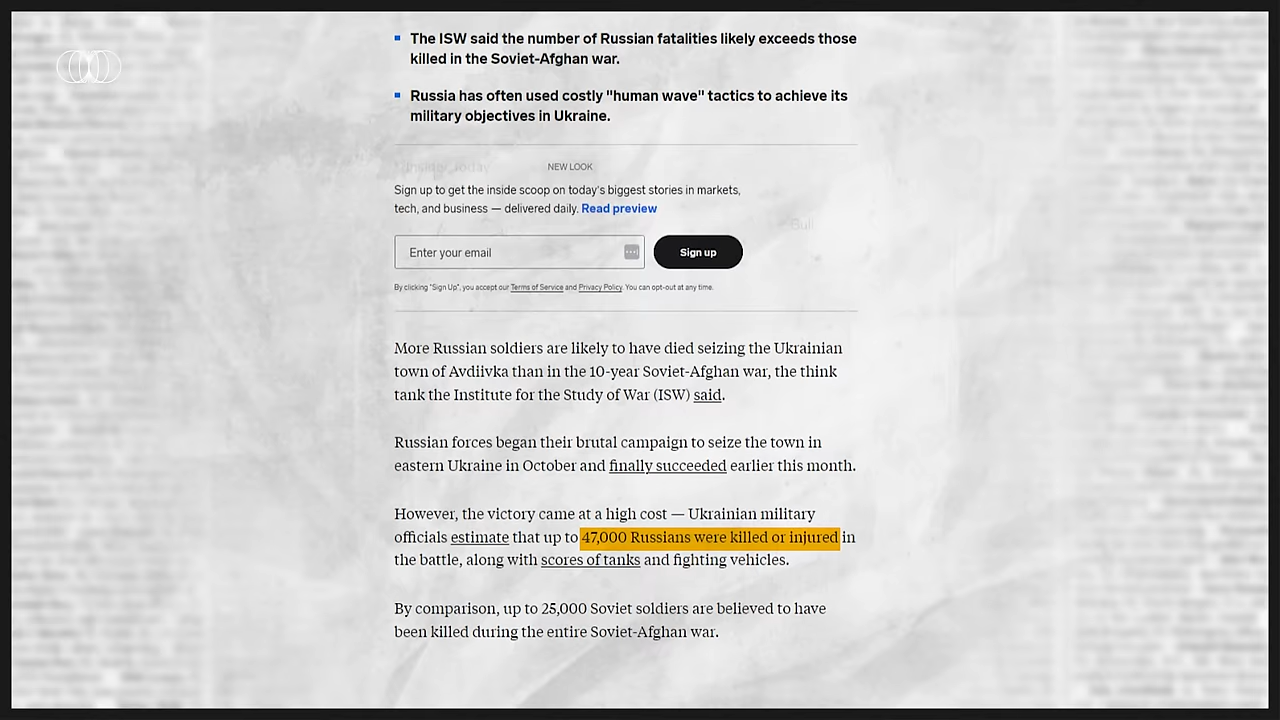 The ISW said the number of Russian fatalities likely exceeds those
killed in the Soviet-Afghan war.
Russia has often used costly "human wave" tactics to achieve its
military objectives in Ukraine.
Inside Today
NEW LOOK
Sign up to get the inside scoop on today's biggest stories in markets,
tech, and business — delivered daily. Read preview
Enter your email
Sign up
By clicking "Sign Up", you accept our Terms of Service and Privacy Policy. You can opt-out at any time.
More Russian soldiers are likely to have died seizing the Ukrainian
town of Avdiivka than in the 10-year Soviet-Afghan war, the think
tank the Institute for the Study of War (ISW) said.
Russian forces began their brutal campaign to seize the town in
eastern Ukraine in October and finally succeeded earlier this month.
However, the victory came at a high cost — Ukrainian military
officials estimate that up to 47,000 Russians were killed or injured in
the battle, along with scores of tanks and fighting vehicles.
By comparison, up to 25,000 Soviet soldiers are believed to have
been killed during the entire Soviet-Afghan war.